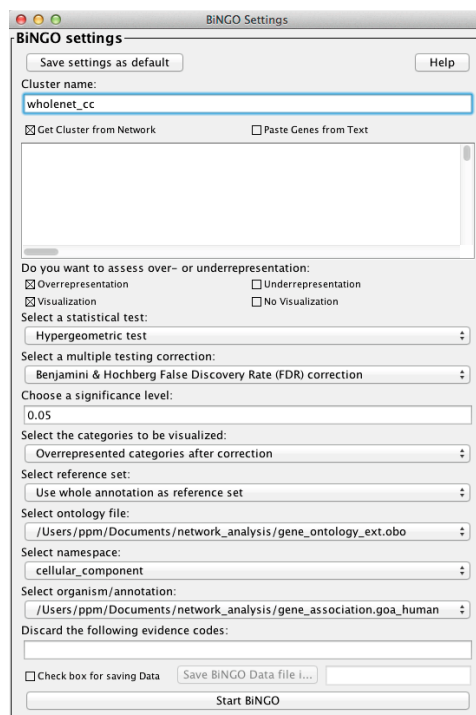 BiNGO Settings
BiNGO settings
Save settings as default Help
Cluster name:
wholenet_cc
Get Cluster from Network Paste Genes from Text
Do you want to assess over- or underrepresentation:
Overrepresentation Underrepresentation
Visualization No Visualization
Select a statistical test:
Hypergeometric test
Select a multiple testing correction:
Benjamini & Hochberg False Discovery Rate (FDR) correction
Choose a significance level:
0.05
Select the categories to be visualized:
Overrepresented categories after correction
Select reference set:
Use whole annotation as reference set
Select ontology file:
/Users/ppm/Documents/network_analysis/gene_ontology_ext.obo
Select namespace:
cellular_component
Select organism/annotation:
/Users/ppm/Documents/network_analysis/gene_association.goa_human
Discard the following evidence codes:
Check box for saving Data Save BiNGO Data file i...
Start BiNGO